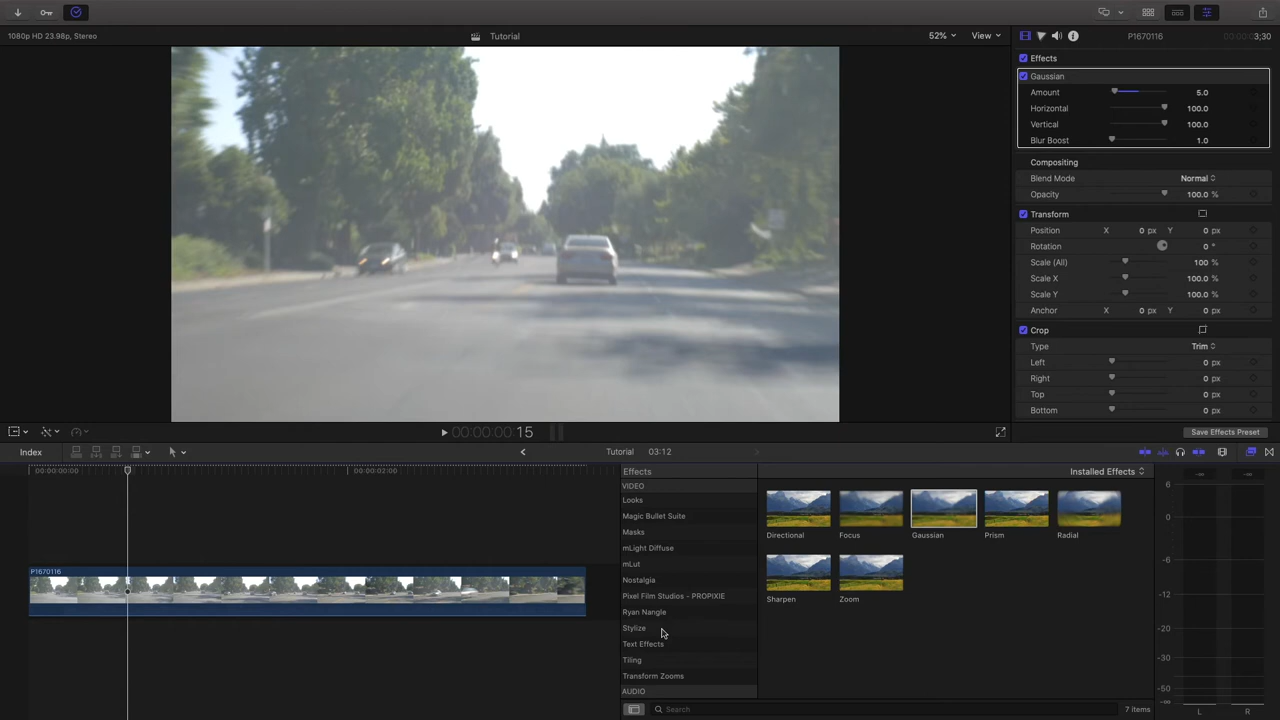 1080p HD 23.98p, Stereo
Tutorial
52%
View
P1670116
3;30
Effects
Gaussian
Amount 5.0
Horizontal 100.0
Vertical 100.0
Blur Boost 1.0
Compositing
Blend Mode Normal
Opacity 100.0 %
Transform
Position X 0 px Y 0 px
Rotation 0 °
Scale (All) 100 %
Scale X 100.0 %
Scale Y 100.0 %
Anchor X 0 px Y 0 px
Crop
Type Trim
Left 0 px
Right 0 px
Top 0 px
Bottom 0 px
00:00:00:15
Save Effects Preset
Index
Tutorial 03:12
00:00:00:00
00:00:02:00
P1670116
Effects
Installed Effects
VIDEO
Looks
Magic Bullet Suite
Masks
mLight Diffuse
mLut
Nostalgia
Pixel Film Studios - PROPIXIE
Ryan Nangle
Stylize
Text Effects
Tiling
Transform Zooms
AUDIO
Directional
Focus
Gaussian
Prism
Radial
Sharpen
Zoom
Search
7 items
-∞ -∞
6
0
-6
-12
-20
-30
-50
-∞
L R